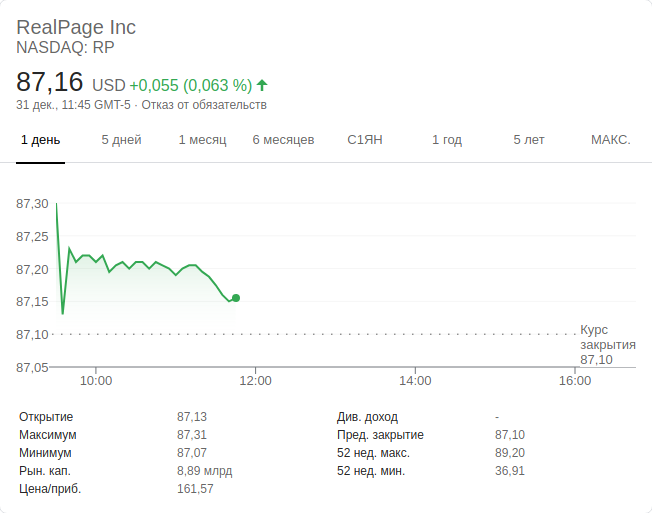 RealPage Inc
NASDAQ: RP
87,16 USD +0,055 (0,063 %)
31 дек., 11:45 GMT-5 · Отказ от обязательств
1 день 5 дней 1 месяц 6 месяцев С1ЯН 1 год 5 лет МАКС.
87,30
87,25
87,20
87,15
87,10
87,05
Курс
закрытия
87,10
10:00 12:00 14:00 16:00
Открытие 87,13 Див. доход -
Максимум 87,31 Пред. закрытие 87,10
Минимум 87,07 52 нед. макс. 89,20
Рын. кап. 8,89 млрд 52 нед. мин. 36,91
Цена/приб. 161,57